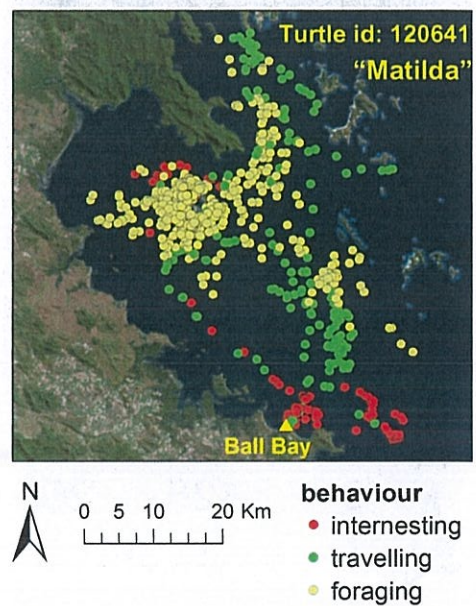 Turtle id: 120641
“Matilda”
Ball Bay
N
0 5 10 20 Km
behaviour
internesting
travelling
foraging